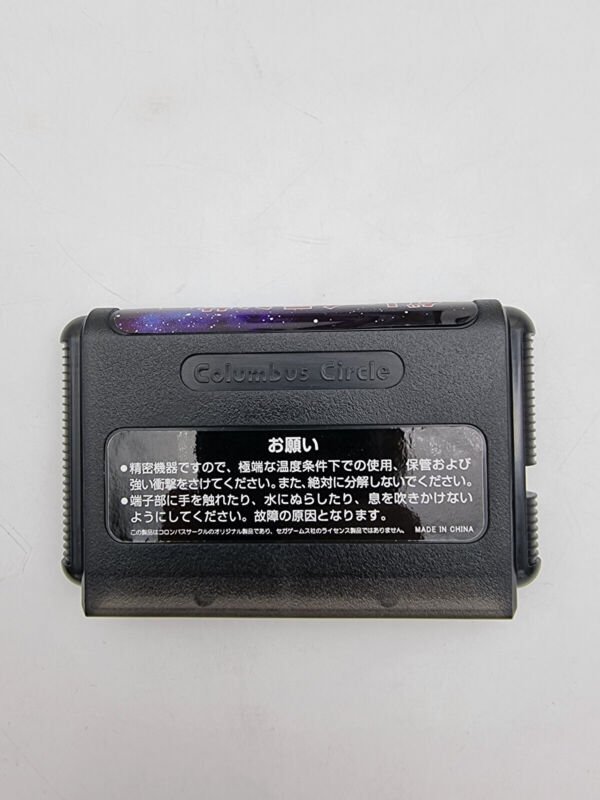 Columbus Circle
お願い
●精密機器ですので、極端な温度条件下での使用、保管および
強い衝撃をさけてください。また、絶対に分解しないでください。
●端子部に手を触れたり、水にぬらしたり、息を吹きかけない
ようにしてください。故障の原因となります。
この製品はコロンバスサークルのオリジナル製品であり、セガゲームス社のライセンス製品ではありません。 MADE IN CHINA